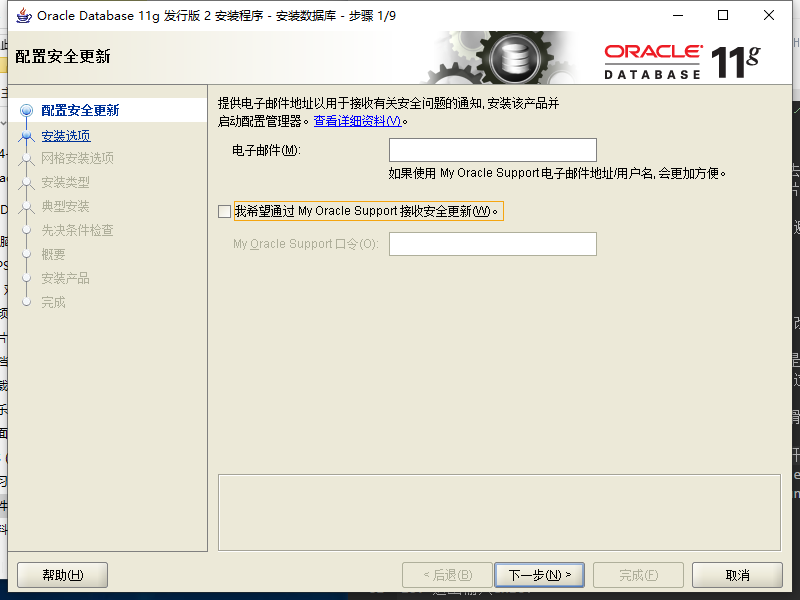 Oracle Database 11g 发行版 2 安装程序 - 安装数据库 - 步骤 1/9
配置安全更新
ORACLE
DATABASE 11g
配置安全更新
安装选项
网格安装选项
安装类型
典型安装
先决条件检查
概要
安装产品
完成
提供电子邮件地址以用于接收有关安全问题的通知, 安装该产品并
启动配置管理器。查看详细资料(V)。
电子邮件(M):
如果使用 My Oracle Support 电子邮件地址/用户名, 会更加方便。
我希望通过 My Oracle Support 接收安全更新(W)。
My Oracle Support 口令(O):
帮助(H)
< 后退(B)
下一步(N) >
完成(F)
取消